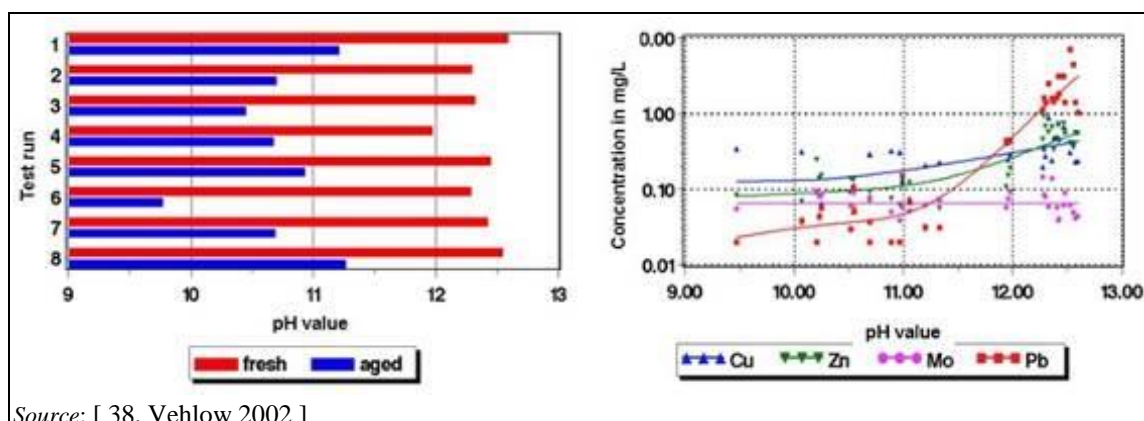 Test run
1
2
3
4
5
6
7
8
9 10 11 12 13
pH value
fresh aged
Concentration in mg/L
0.00
1.00
0.10
0.01
9.00 10.00 11.00 12.00 13.00
pH value
Cu Zn Mo Pb
Source: [ 38, Vehlow 2002 ]